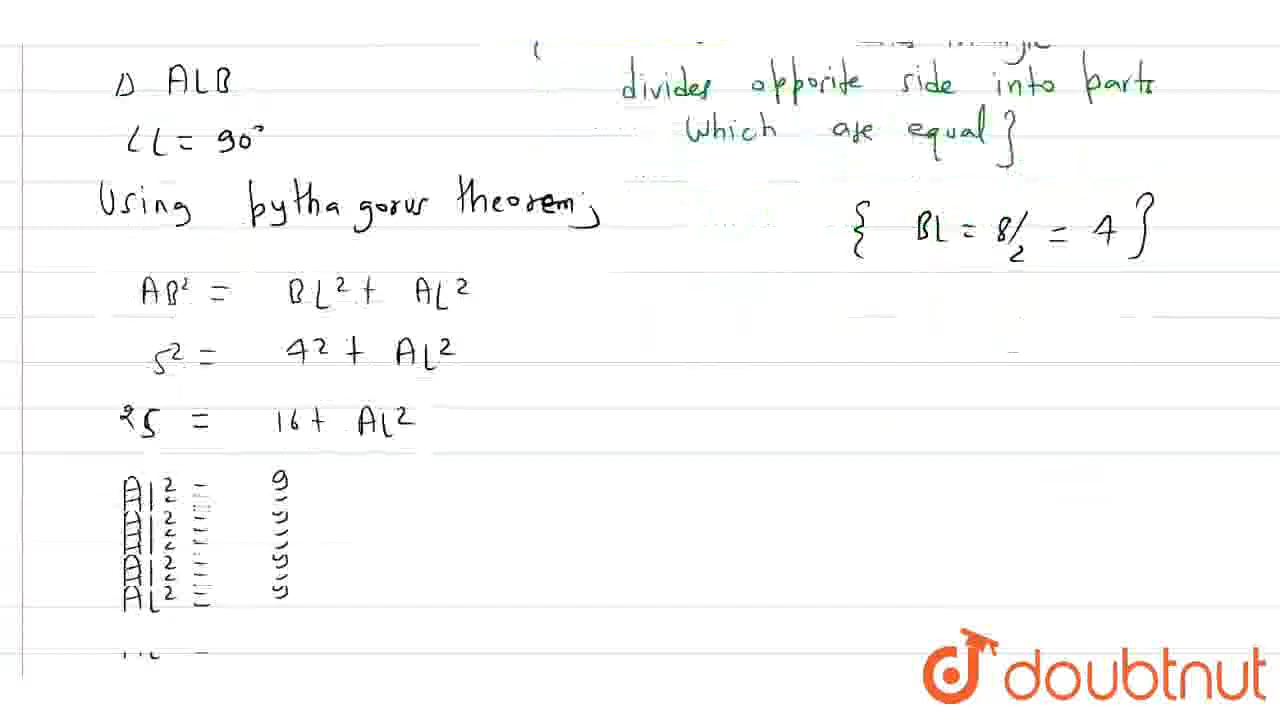 Δ ALB
∠L = 90°
Using pythagorus theorem;
AB² = BL² + AL²
5² = 4² + AL²
25 = 16 + AL²
AL² = 9
divides opposite side into parts
which are equal}
{ BL = 8/2 = 4 }
doubtnut